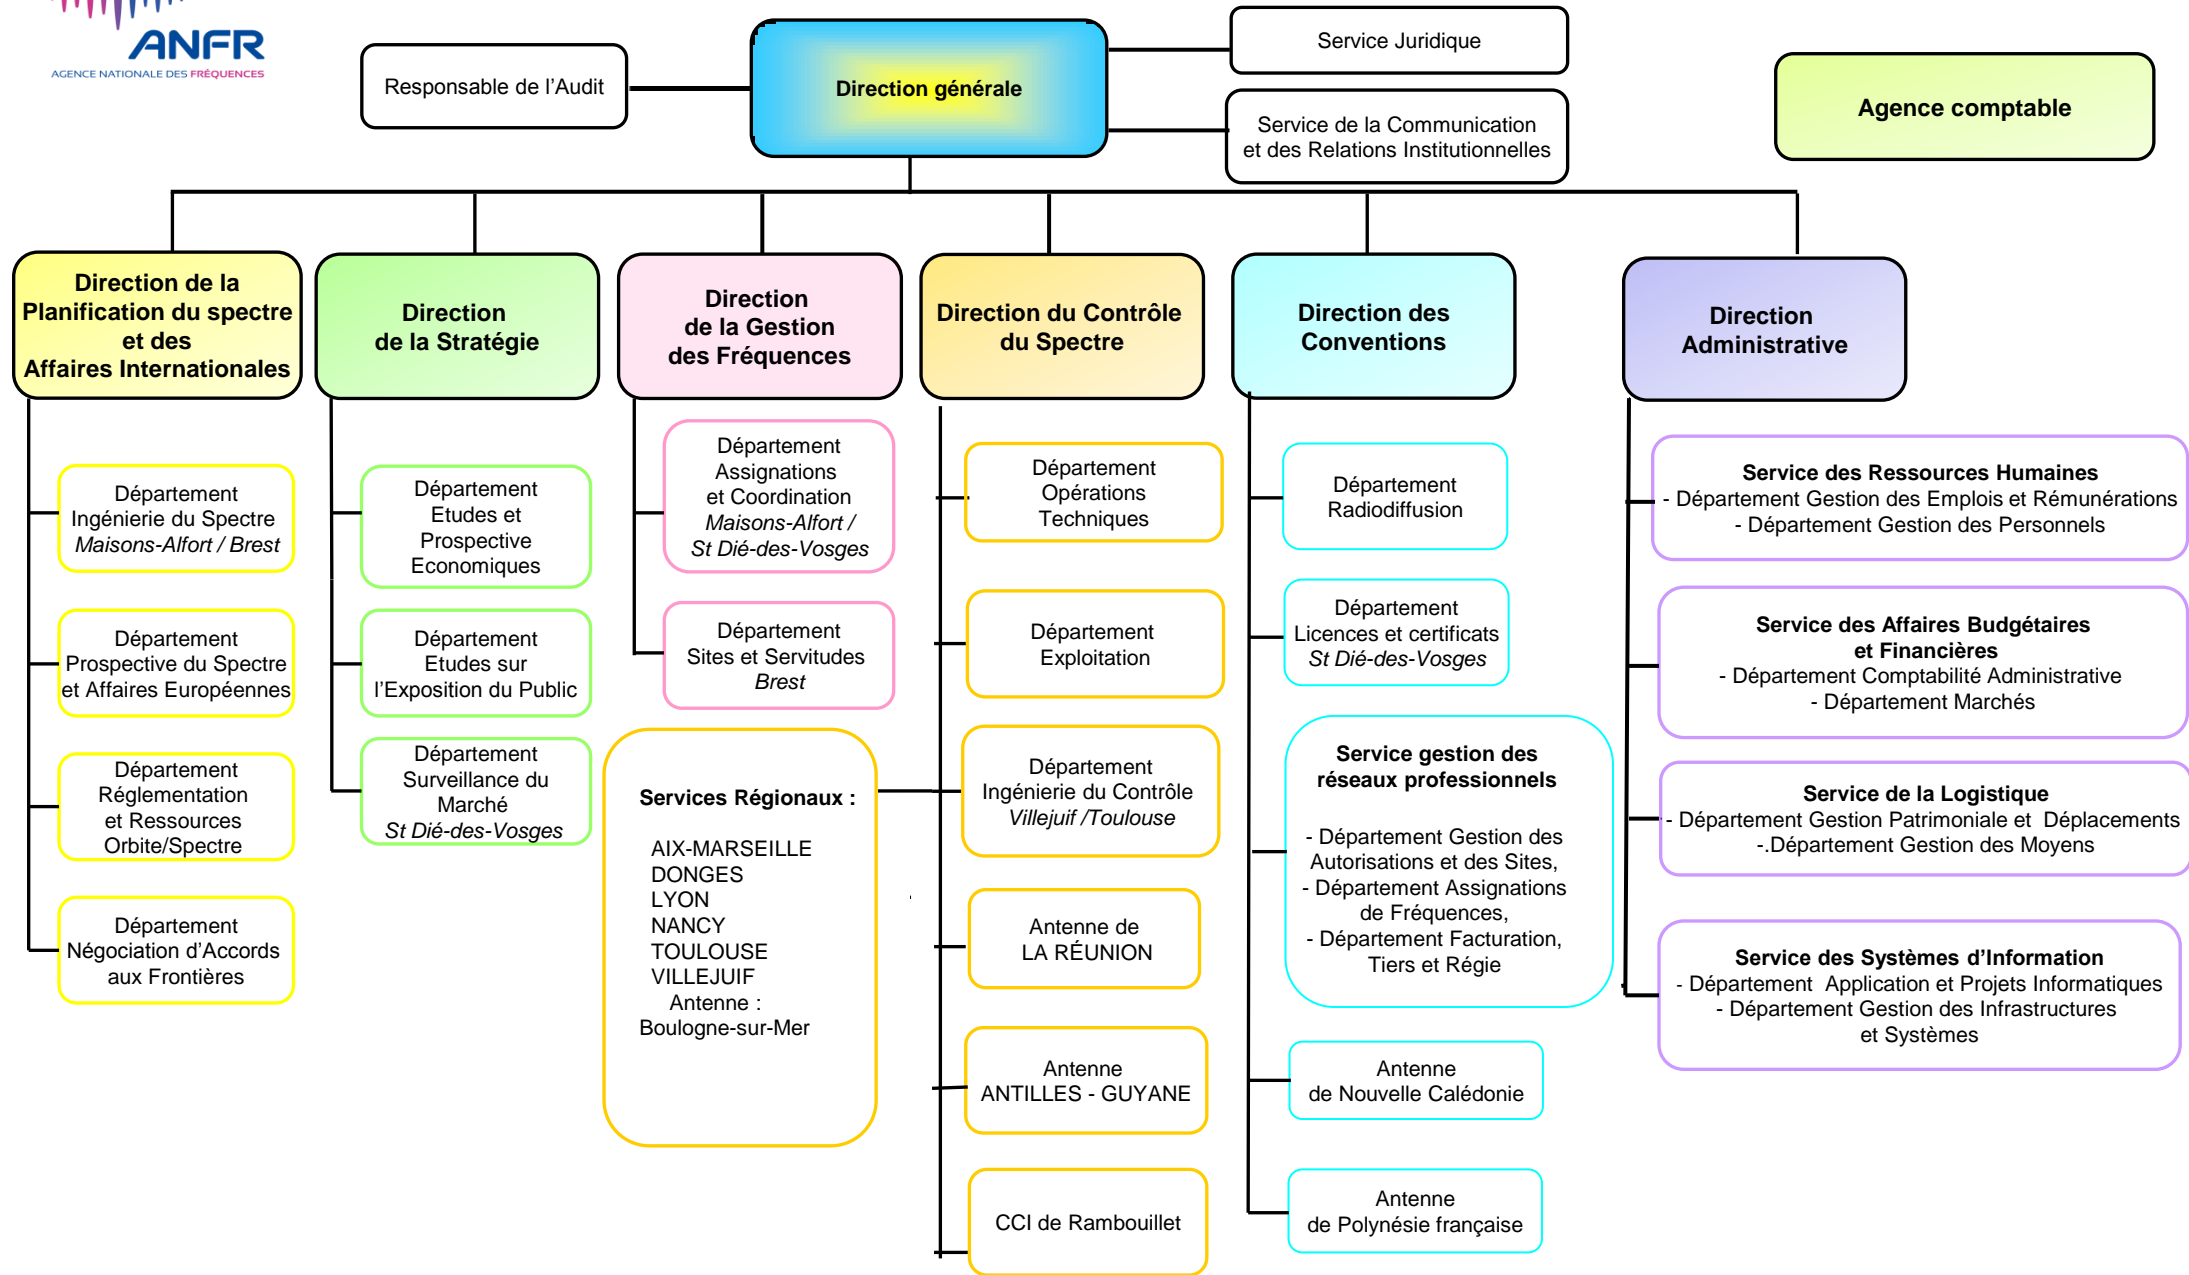 ANFR
AGENCE NATIONALE DES FRÉQUENCES
Responsable de l'Audit
Direction générale
Service Juridique
Service de la Communication
et des Relations Institutionnelles
Agence comptable
Direction de la
Planification du spectre
et des
Affaires Internationales
Département
Ingénierie du Spectre
Maisons-Alfort / Brest
Département
Prospective du Spectre
et Affaires Européennes
Département
Réglementation
et Ressources
Orbite/Spectre
Département
Négociation d'Accords
aux Frontières
Direction
de la Stratégie
Département
Etudes et
Prospective
Economiques
Département
Etudes sur
l'Exposition du Public
Département
Surveillance du
Marché
St Dié-des-Vosges
Direction
de la Gestion
des Fréquences
Département
Assignations
et Coordination
Maisons-Alfort /
St Dié-des-Vosges
Département
Sites et Servitudes
Brest
Services Régionaux :
AIX-MARSEILLE
DONGES
LYON
NANCY
TOULOUSE
VILLEJUIF
Antenne :
Boulogne-sur-Mer
Direction du Contrôle
du Spectre
Département
Opérations
Techniques
Département
Exploitation
Département
Ingénierie du Contrôle
Villejuif /Toulouse
Antenne de
LA RÉUNION
Antenne
ANTILLES - GUYANE
CCI de Rambouillet
Direction des
Conventions
Département
Radiodiffusion
Département
Licences et certificats
St Dié-des-Vosges
Service gestion des
réseaux professionnels
- Département Gestion des
Autorisations et des Sites,
- Département Assignations
de Fréquences,
- Département Facturation,
Tiers et Régie
Antenne
de Nouvelle Calédonie
Antenne
de Polynésie française
Direction
Administrative
Service des Ressources Humaines
- Département Gestion des Emplois et Rémunérations
- Département Gestion des Personnels
Service des Affaires Budgétaires
et Financières
- Département Comptabilité Administrative
- Département Marchés
Service de la Logistique
- Département Gestion Patrimoniale et  Déplacements
-.Département Gestion des Moyens
Service des Systèmes d'Information
- Département  Application et Projets Informatiques
- Département Gestion des Infrastructures
et Systèmes